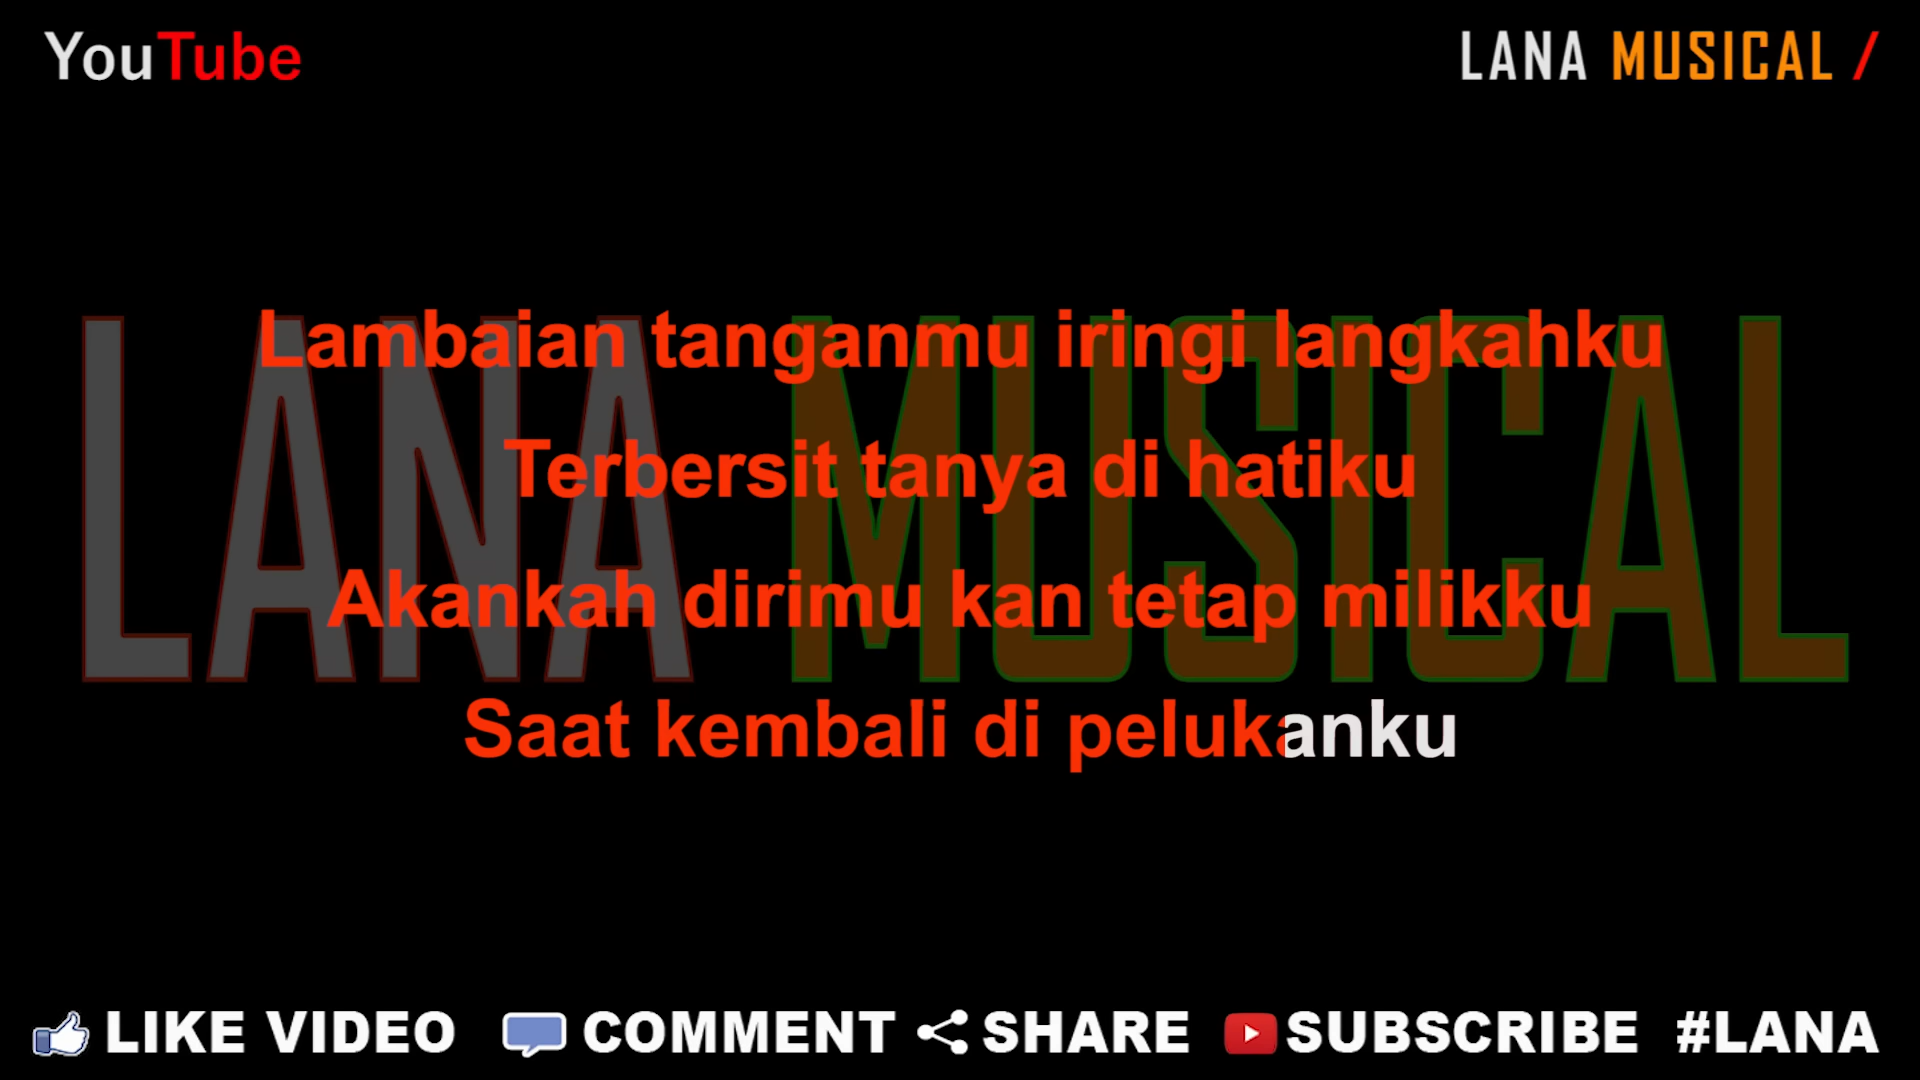 YouTube
LANA MUSICAL /
LANA MUSICAL
Lambaian tanganmu iringi langkahku
Terbersit tanya di hatiku
Akankah dirimu kan tetap milikku
Saat kembali di pelukanku
LIKE VIDEO COMMENT SHARE SUBSCRIBE #LANA